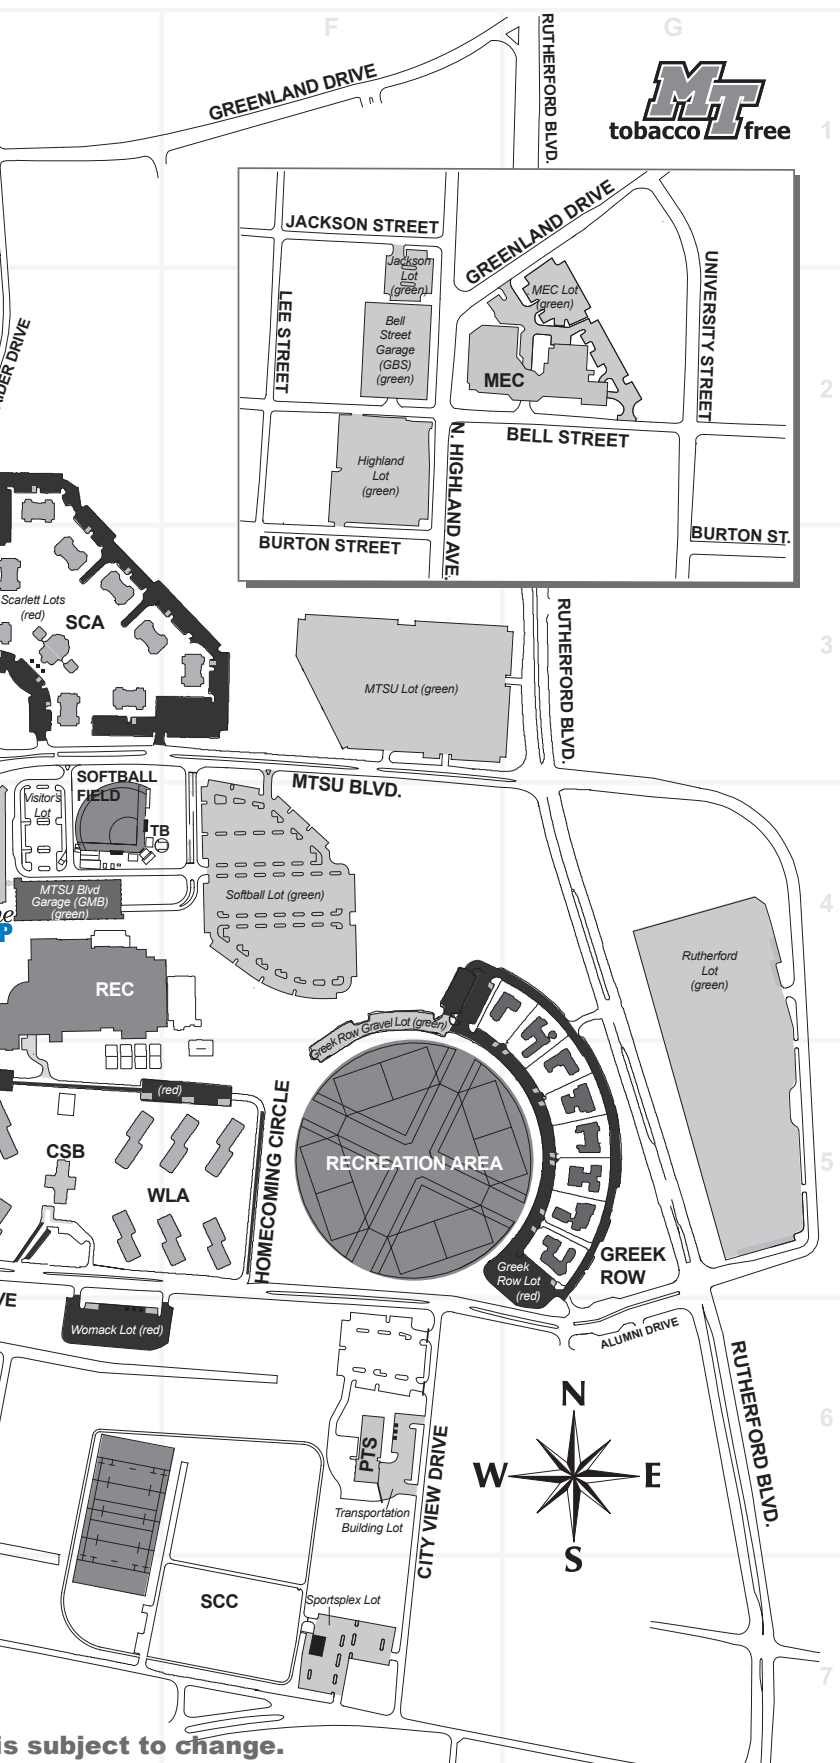 F
G
GREENLAND DRIVE
RUTHERFORD BLVD.
MT
tobacco free
1
JACKSON STREET
GREENLAND DRIVE
Jackson
Lot
(green)
LEE STREET
MEC Lot
(green)
UNIVERSITY STREET
Bell
Street
Garage
(GBS)
(green)
MEC
2
BELL STREET
Highland
Lot
(green)
N. HIGHLAND AVE.
BURTON STREET
BURTON ST.
IDER DRIVE
Scarlett Lots
(red)
SCA
RUTHERFORD BLVD.
3
MTSU Lot (green)
MTSU BLVD.
SOFTBALL
FIELD
Visitor's
Lot
TB
MTSU Blvd
Garage (GMB)
(green)
Softball Lot (green)
4
P
REC
Rutherford
Lot
(green)
Greek Row Gravel Lot (green)
(red)
HOMECOMING CIRCLE
CSB
WLA
RECREATION AREA
5
GREEK
ROW
Greek
Row Lot
(red)
VE
Womack Lot (red)
ALUMNI DRIVE
RUTHERFORD BLVD.
N
W E
S
6
PTS
CITY VIEW DRIVE
Transportation
Building Lot
SCC
Sportsplex Lot
7
is subject to change.